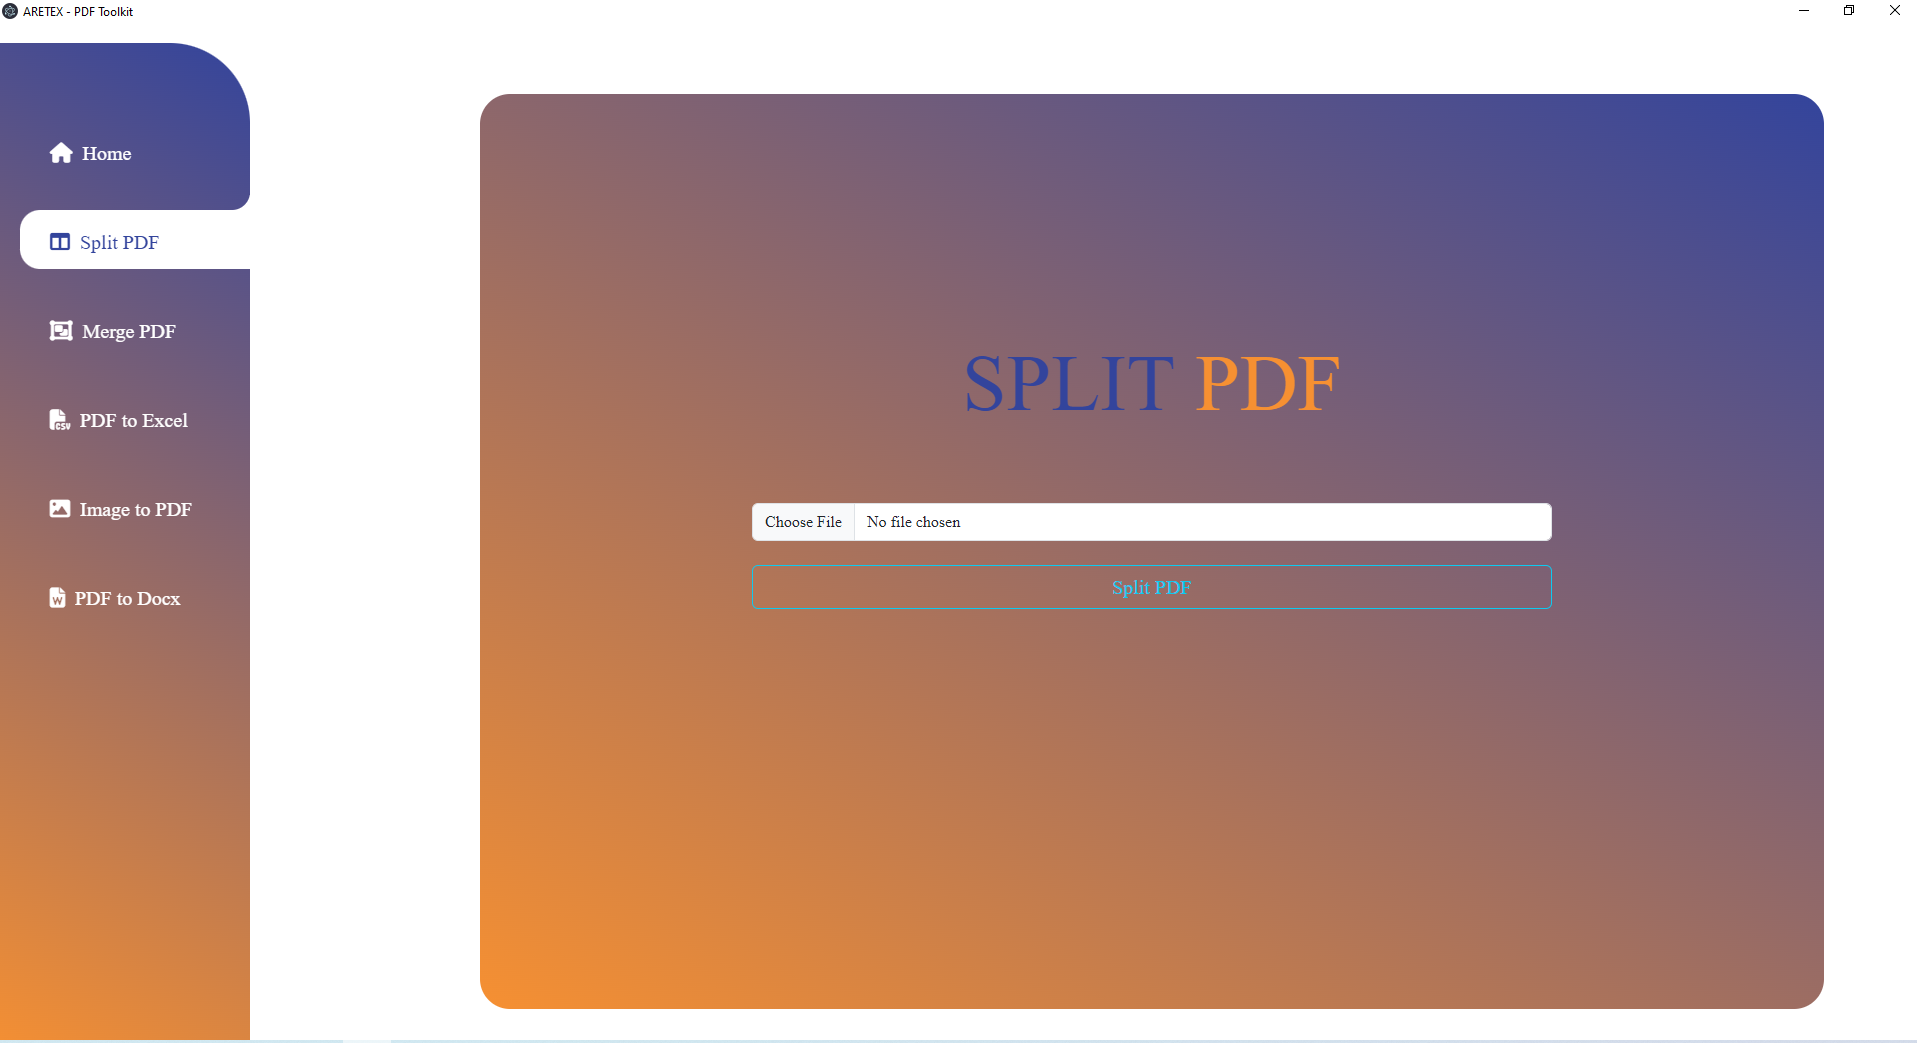 ARETEX - PDF Toolkit
Home
Split PDF
Merge PDF
CSV PDF to Excel
Image to PDF
W PDF to Docx
SPLIT PDF
Choose File No file chosen
Split PDF